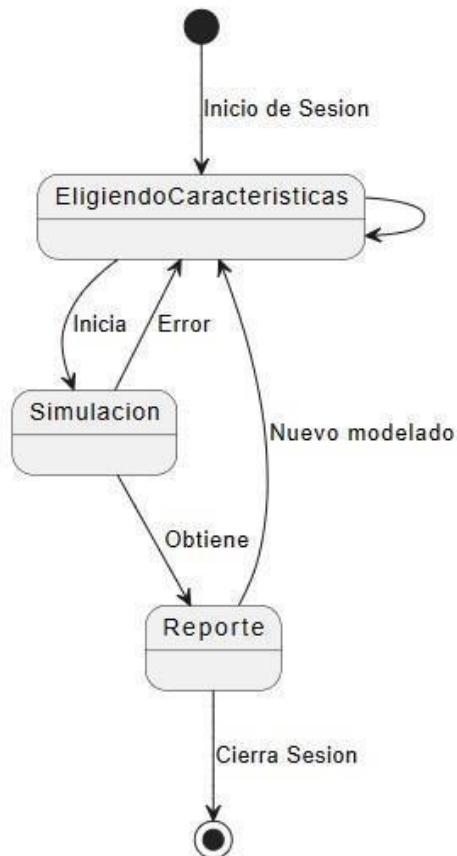 Inicio de Sesion
EligiendoCaracteristicas
Inicia
Error
Simulacion
Nuevo modelado
Obtiene
Reporte
Cierra Sesion